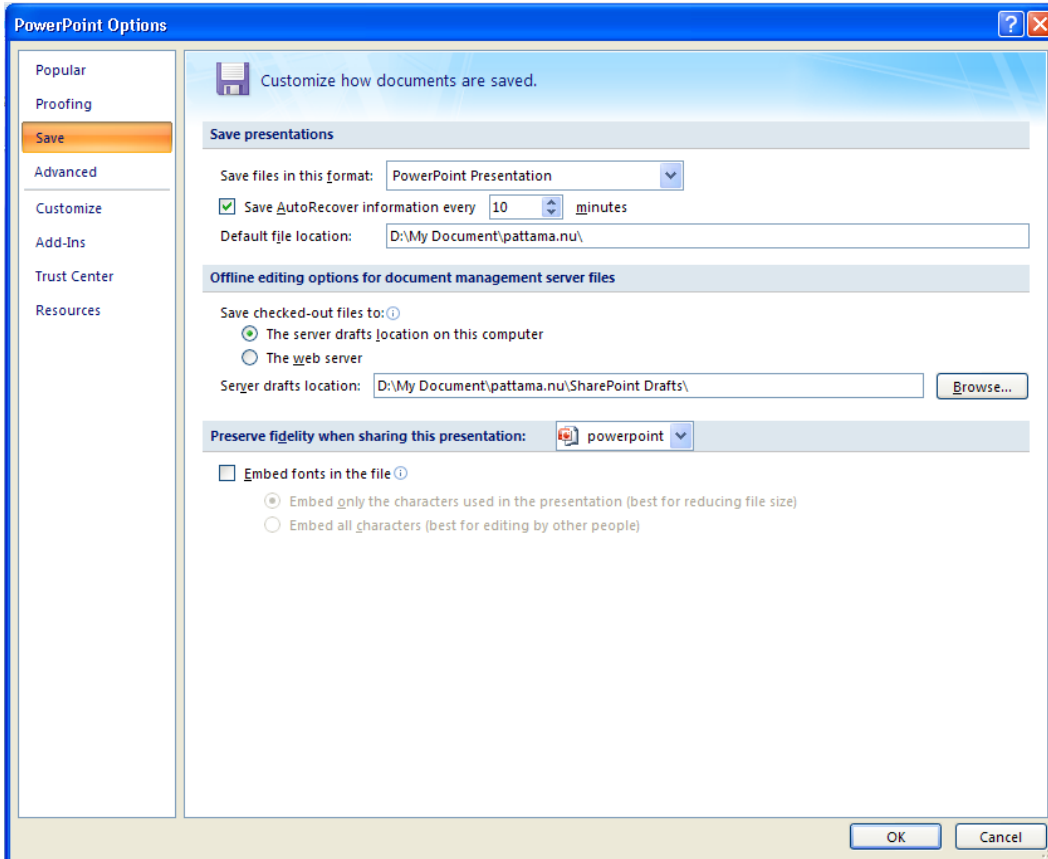 PowerPoint Options
Popular
Proofing
Save
Advanced
Customize
Add-Ins
Trust Center
Resources
Customize how documents are saved.
Save presentations
Save files in this format: PowerPoint Presentation
Save AutoRecover information every 10 minutes
Default file location: D:\My Document\pattama.nu\
Offline editing options for document management server files
Save checked-out files to:
The server drafts location on this computer
The web server
Server drafts location: D:\My Document\pattama.nu\SharePoint Drafts\ Browse...
Preserve fidelity when sharing this presentation: powerpoint
Embed fonts in the file
Embed only the characters used in the presentation (best for reducing file size)
Embed all characters (best for editing by other people)
OK Cancel